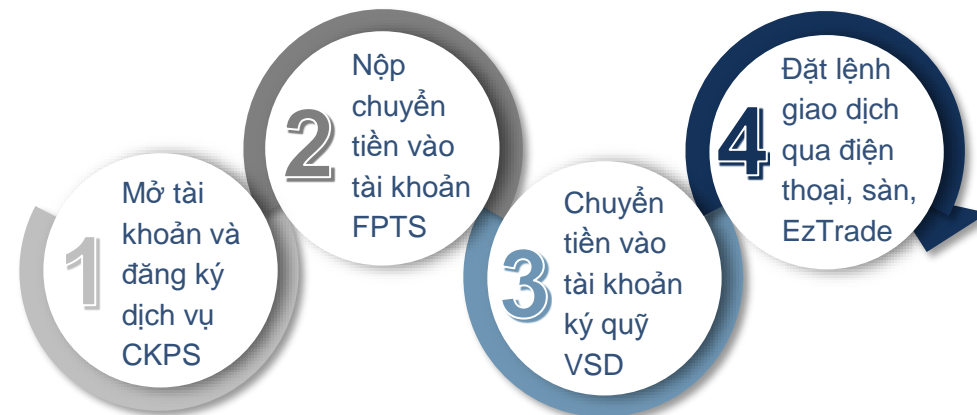 1
Mở tài
khoản và
đăng ký
dịch vụ
CKPS
2
Nộp
chuyển
tiền vào
tài khoản
FPTS
3
Chuyển
tiền vào
tài khoản
ký quỹ
VSD
4
Đặt lệnh
giao dịch
qua điện
thoại, sàn,
EzTrade